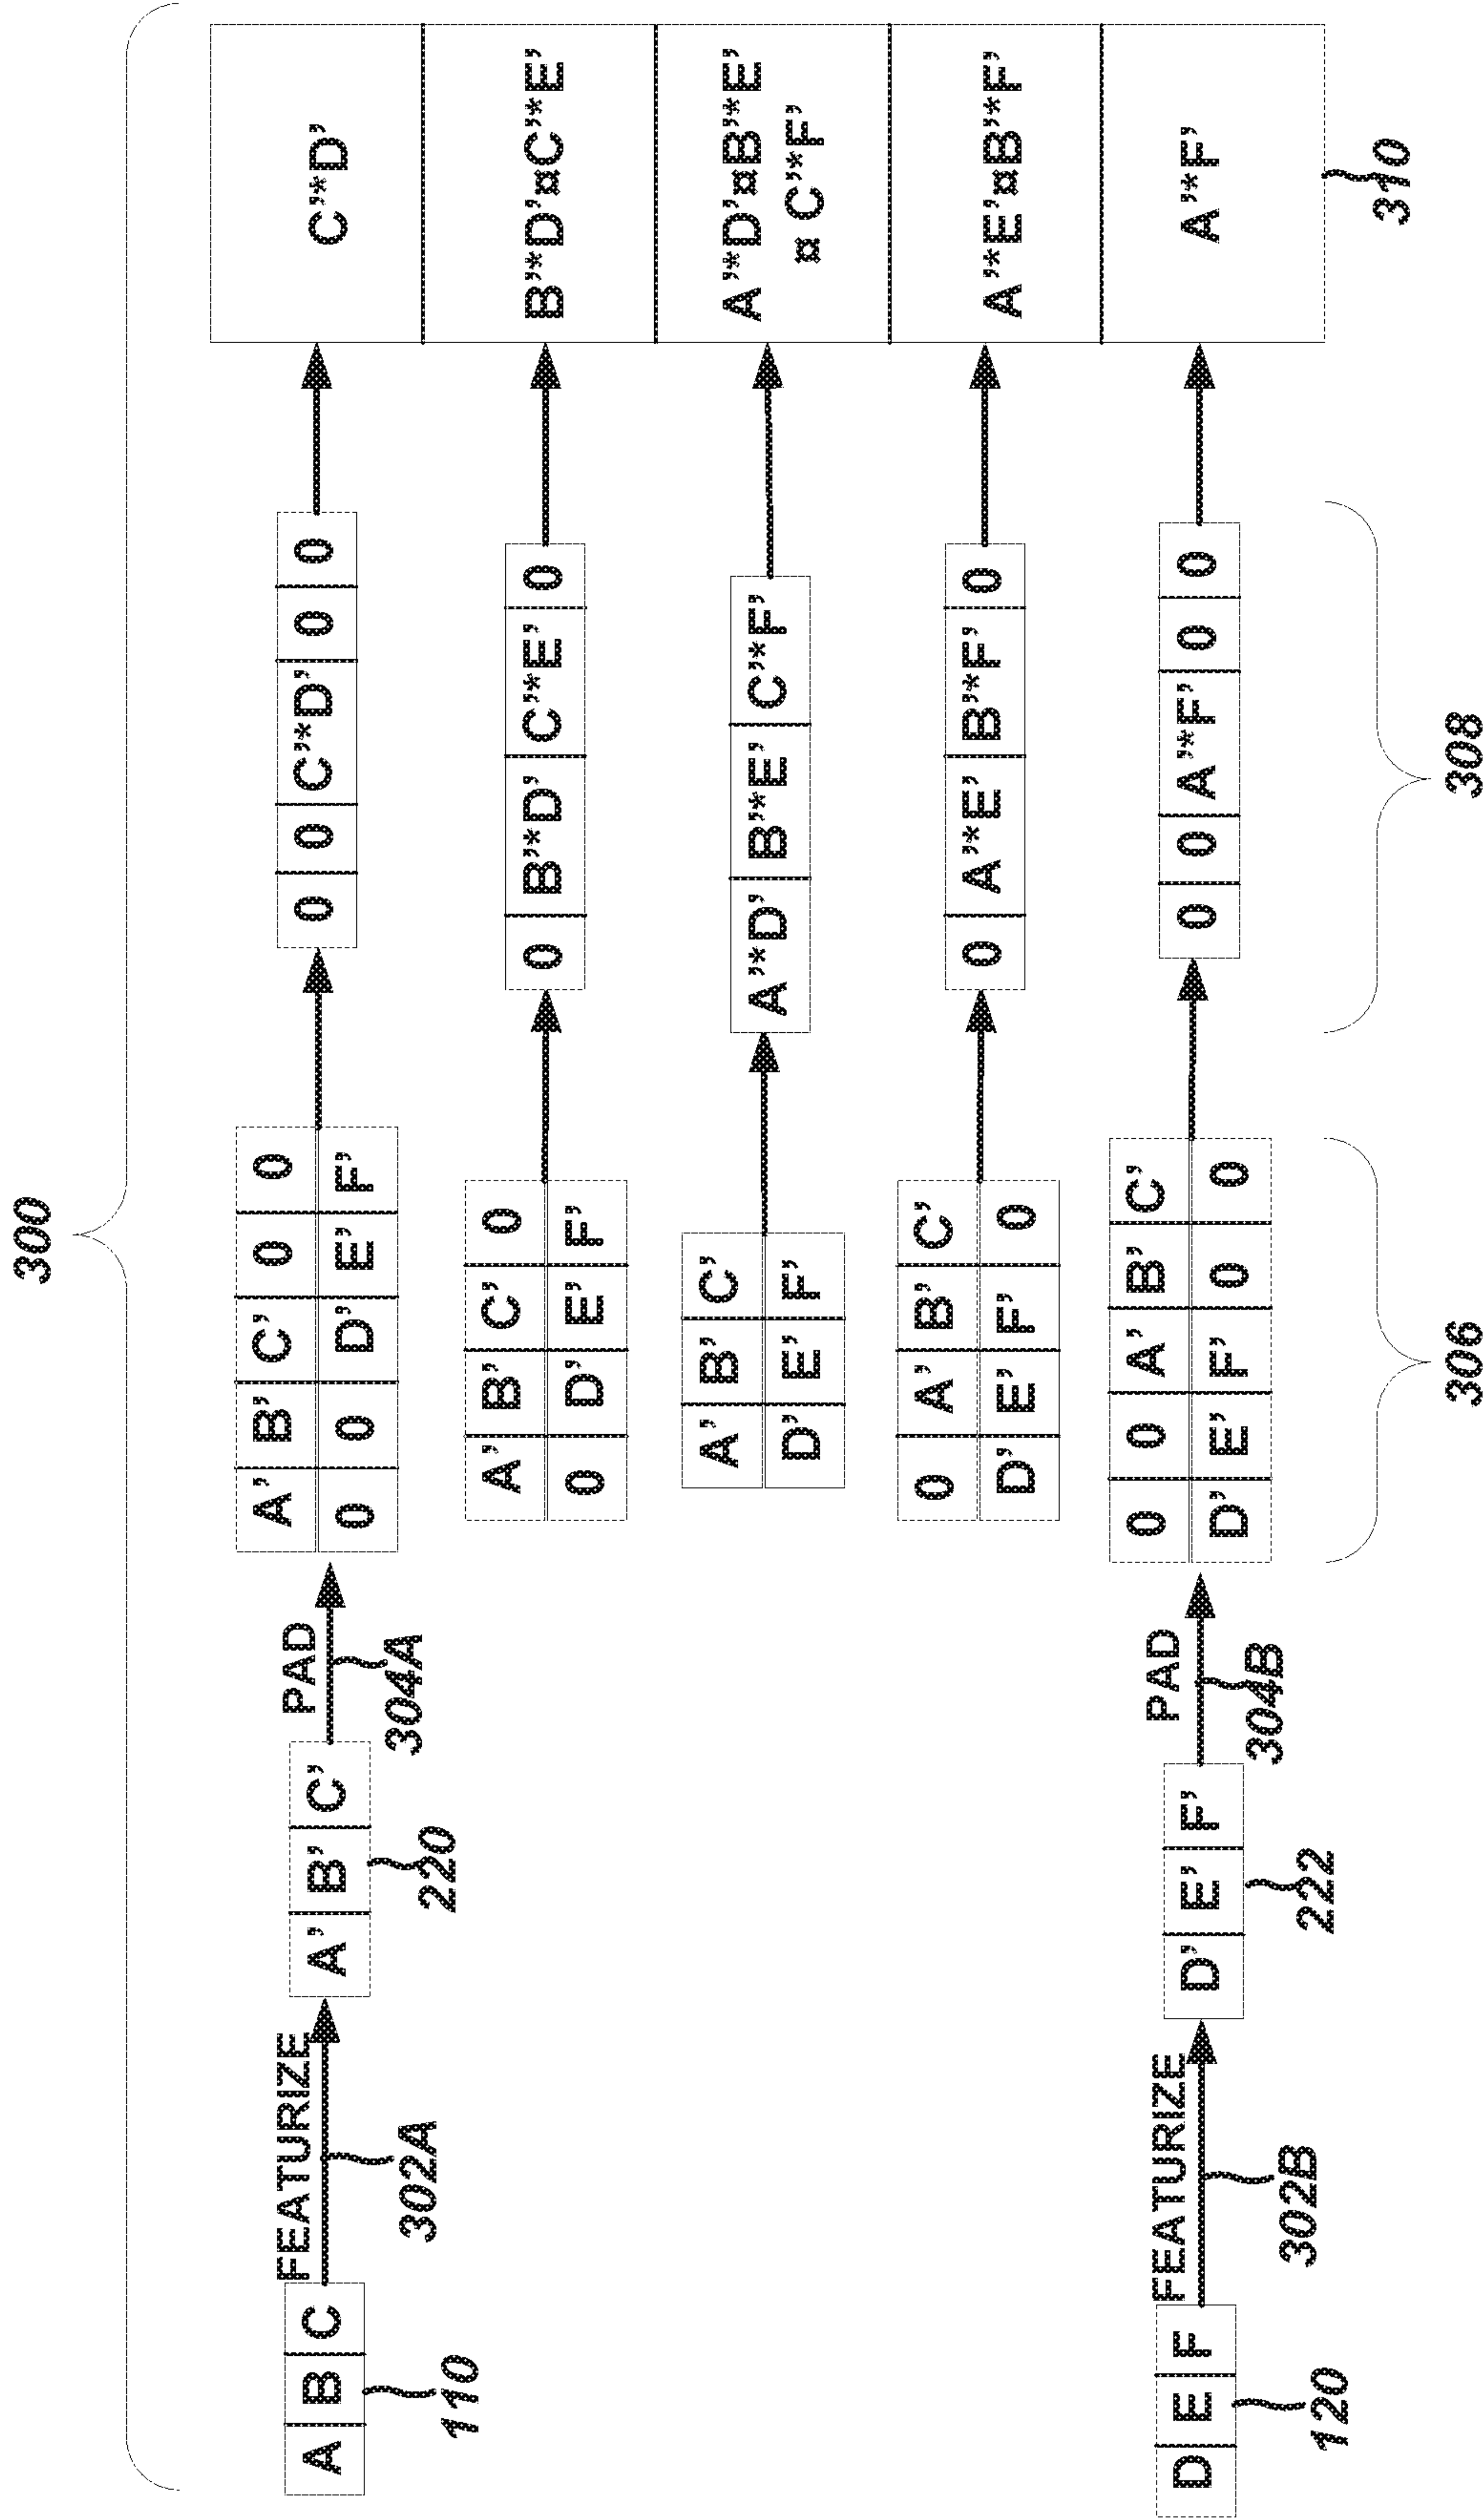 300
A B C
110
FEATURIZE
302A
A' B' C'
220
PAD
304A
A' B' C' 0 0
0 0 D' E' F'
0 0 C'*D' 0 0
C'*D'
A' B' C' 0
0 D' E' F'
0 B'*D' C'*E' 0
B'*D'¤C'*E'
A' B' C'
D' E' F'
A'*D' B'*E' C'*F'
A'*D'¤B'*E'
¤ C'*F'
0 A' B' C'
D' E' F' 0
0 A'*E' B'*F' 0
A'*E'¤B'*F'
D E F
120
FEATURIZE
302B
D' E' F'
222
PAD
304B
0 0 A' B' C'
D' E' F' 0 0
306
0 0 A'*F' 0 0
308
A'*F'
310